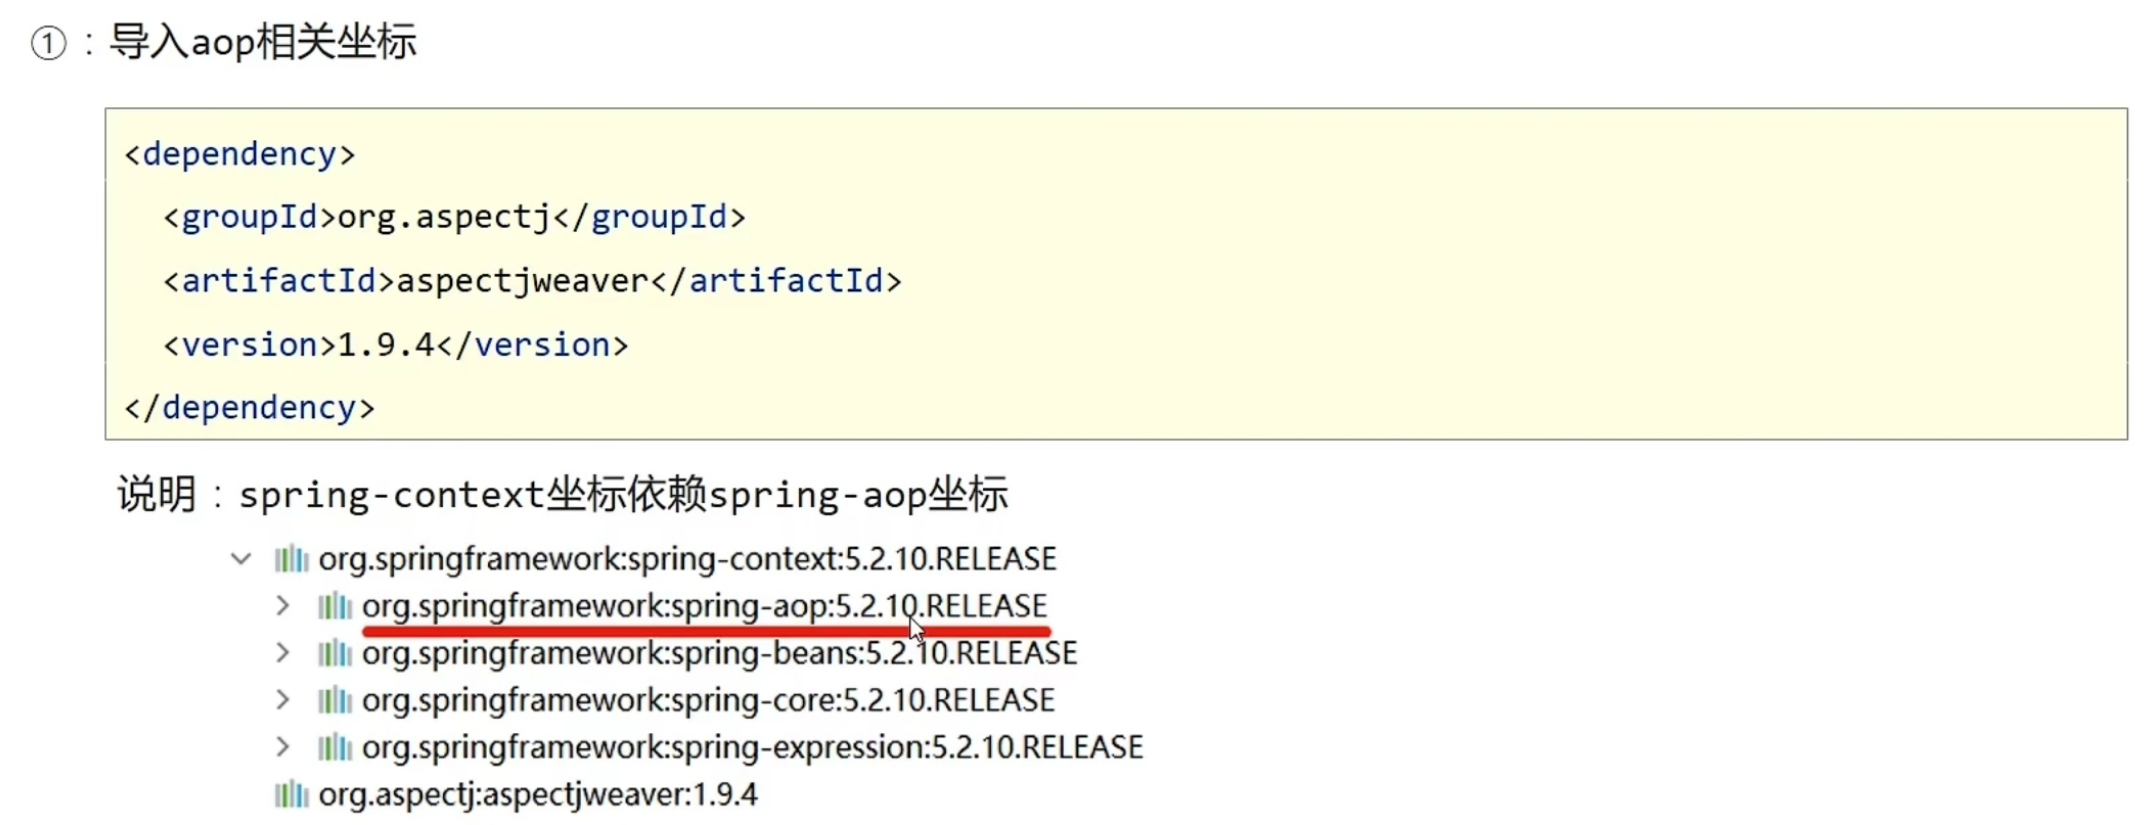 ①：导入aop相关坐标
<dependency>
<groupId>org.aspectj</groupId>
<artifactId>aspectjweaver</artifactId>
<version>1.9.4</version>
</dependency>
说明：spring-context坐标依赖spring-aop坐标
org.springframework:spring-context:5.2.10.RELEASE
org.springframework:spring-aop:5.2.10.RELEASE
org.springframework:spring-beans:5.2.10.RELEASE
org.springframework:spring-core:5.2.10.RELEASE
org.springframework:spring-expression:5.2.10.RELEASE
org.aspectj:aspectjweaver:1.9.4